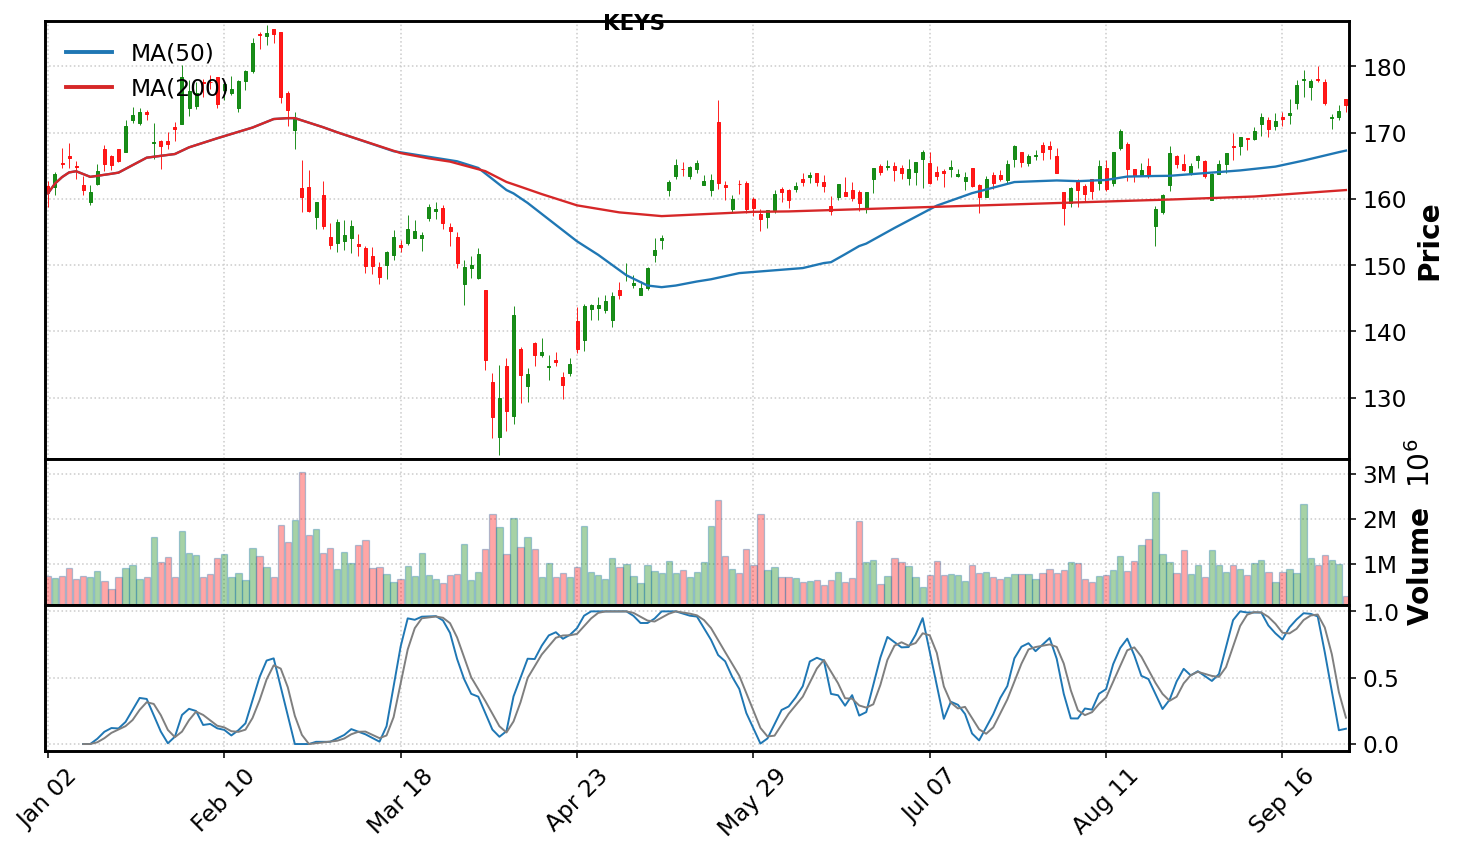 KEYS
MA(50)
MA(200)
180
170
160
150
140
130
Price
3M
2M
1M
Volume 10⁶
1.0
0.5
0.0
Jan 02
Feb 10
Mar 18
Apr 23
May 29
Jul 07
Aug 11
Sep 16